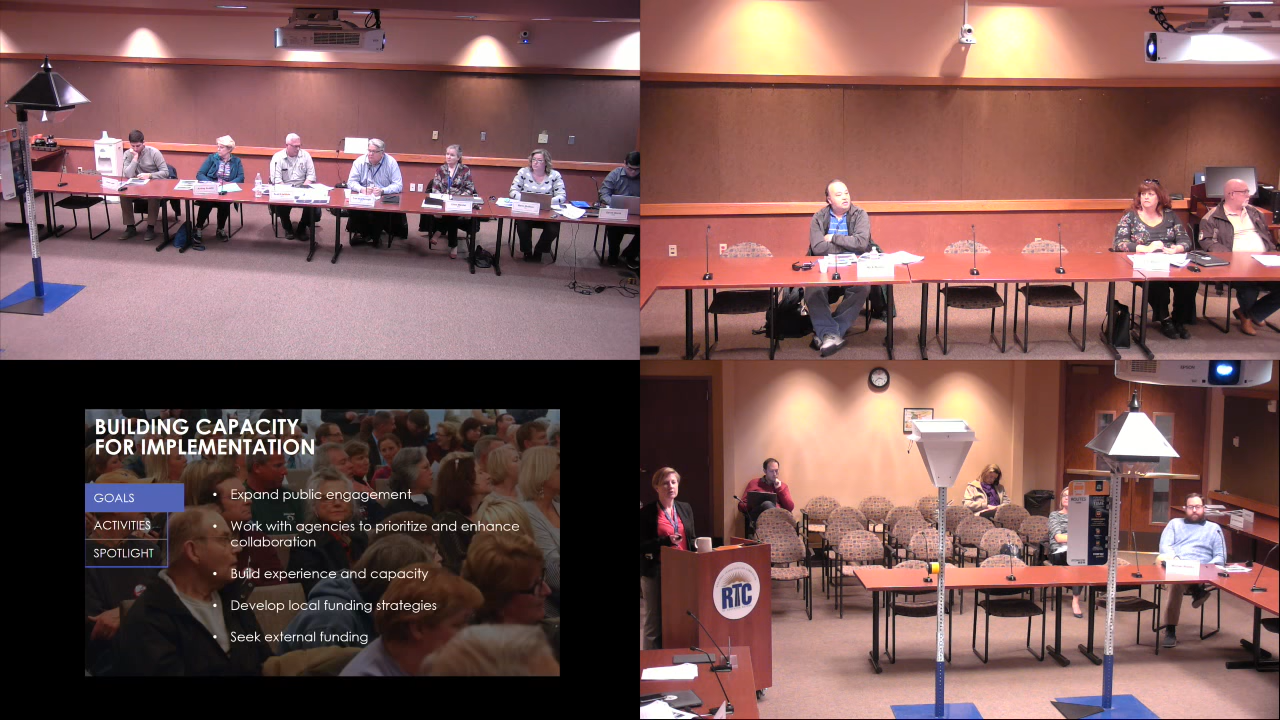 BUILDING CAPACITY
FOR IMPLEMENTATION
GOALS
ACTIVITIES
SPOTLIGHT
• Expand public engagement
• Work with agencies to prioritize and enhance
collaboration
• Build experience and capacity
• Develop local funding strategies
• Seek external funding
EPSON
RTC